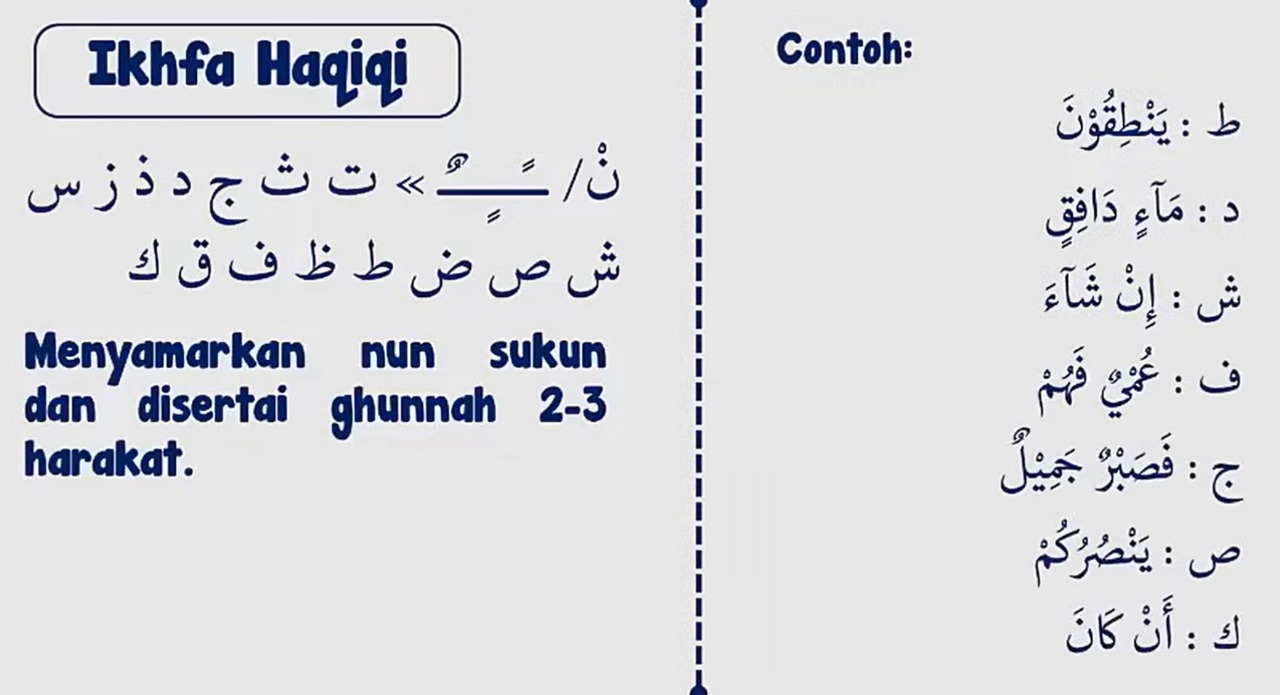 Ikhfa Haqiqi
نْ/ ـًـٍـٌ » ت ث ج د ذ ز س
ش ص ض ط ظ ف ق ك
Menyamarkan nun sukun
dan disertai ghunnah 2-3
harakat.
Contoh:
ط : يَنْطِقُوْنَ
د : مَآءٍ دَافِقٍ
ش : إِنْ شَآءَ
ف : عُمْيٌ فَهُمْ
ج : فَصَبْرٌ جَمِيْلٌ
ص : يَنْصُرُكُمْ
ك : أَنْ كَانَ